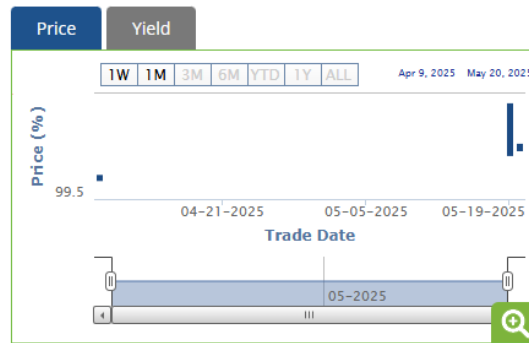 Price Yield
1W 1M 3M 6M YTD 1Y ALL Apr 9, 2025 May 20, 2025
Price (%)
99.5
04-21-2025 05-05-2025 05-19-2025
Trade Date
05-2025